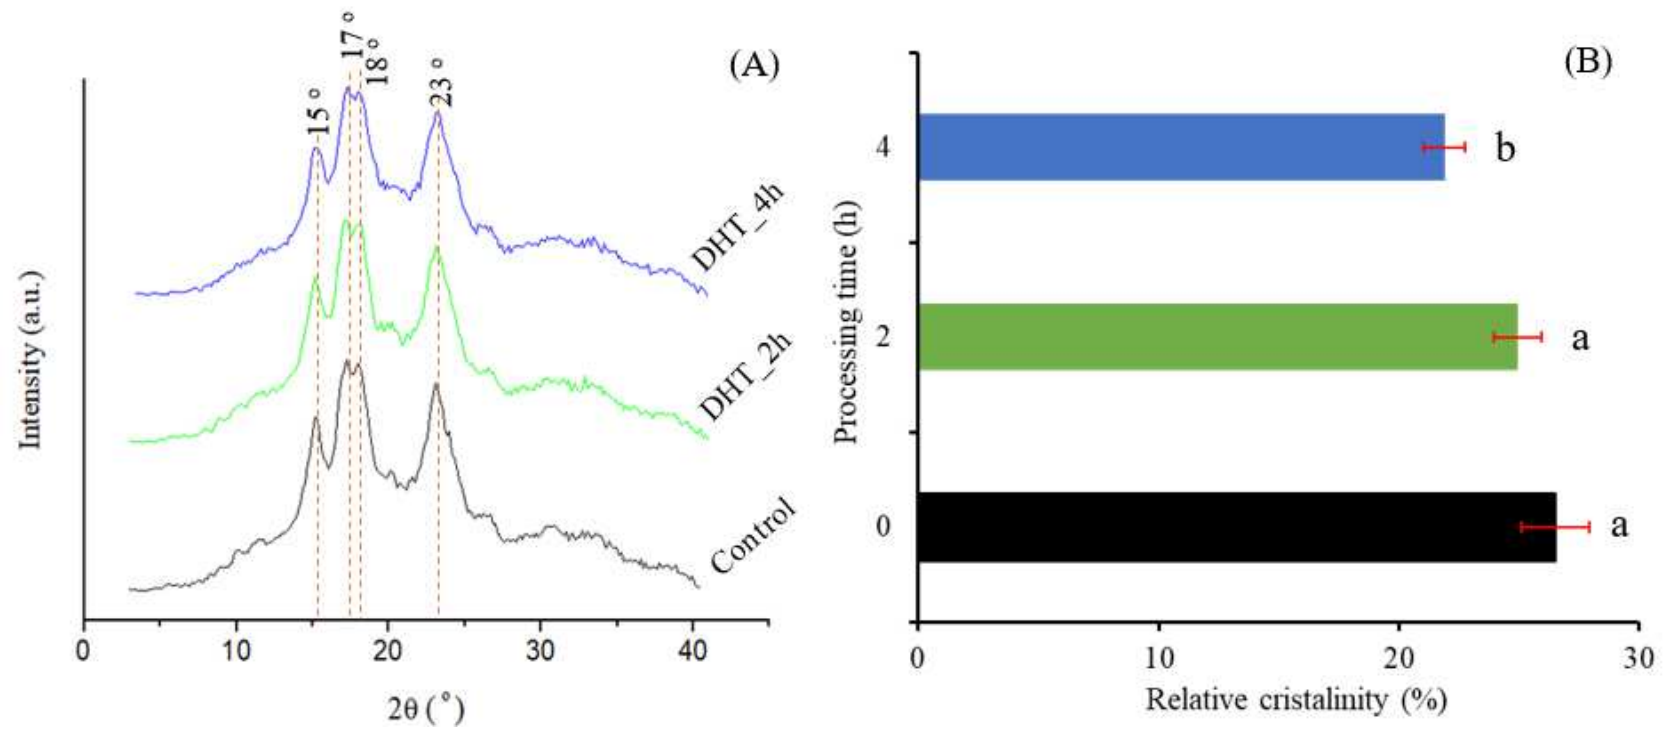 (A)
17 °
18 °
15 °
23 °
DHT_4h
DHT_2h
Control
Intensity (a.u.)
0 10 20 30 40
2θ ( ° )
(B)
4
b
2
a
0
a
Processing time (h)
0 10 20 30
Relative cristalinity (%)